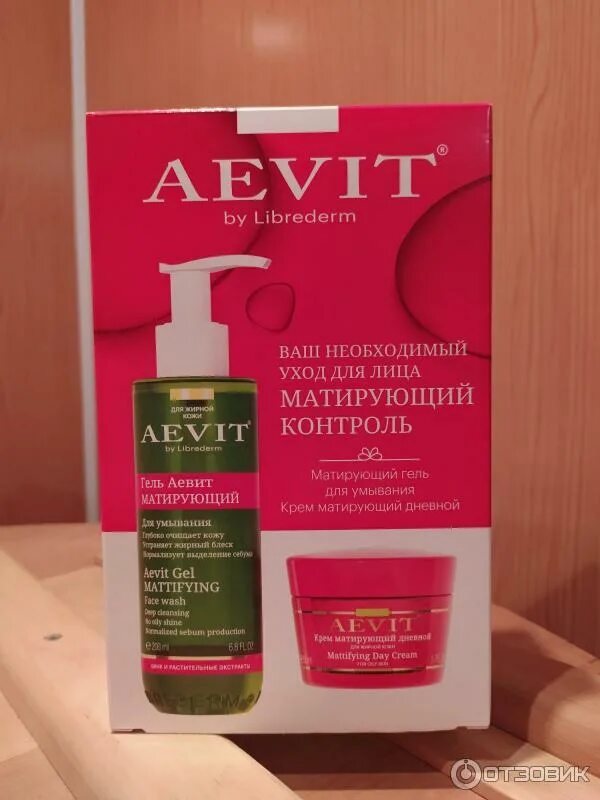 AEVIT®
by Librederm
ВАШ НЕОБХОДИМЫЙ
УХОД ДЛЯ ЛИЦА
МАТИРУЮЩИЙ
КОНТРОЛЬ
Матирующий гель
для умывания
Крем матирующий дневной
ДЛЯ ЖИРНОЙ
КОЖИ
AEVIT®
by Librederm
Гель Аевит
МАТИРУЮЩИЙ
Для умывания
Глубоко очищает кожу
Устраняет жирный блеск
Нормализует выделение себума
Aevit Gel
MATTIFYING
Face wash
Deep cleansing
No oily shine
Normalized sebum production
℮ 200 ml 6.8 FL.OZ
ЦИНК И РАСТИТЕЛЬНЫЕ ЭКСТРАКТЫ
AEVIT®
Крем матирующий дневной
ДЛЯ ЖИРНОЙ КОЖИ
Mattifying Day Cream
FOR OILY SKIN
ОТЗОВИК